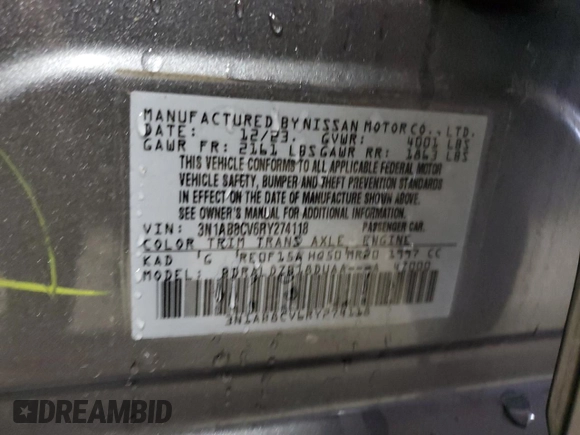 MANUFACTURED BY NISSAN MOTOR CO., LTD.
DATE: 12/23. GVWR: 4001 LBS
GAWR FR: 2161 LBS GAWR RR: 1863 LBS
THIS VEHICLE CONFORMS TO ALL APPLICABLE FEDERAL MOTOR
VEHICLE SAFETY, BUMPER AND THEFT PREVENTION STANDARDS
IN EFFECT ON THE DATE OF MANUFACTURE SHOWN ABOVE.
SEE OWNER'S MANUAL FOR ADDITIONAL INFORMATION.
VIN: 3N1AB8CV6RY274118 PASSENGER CAR.
COLOR TRIM TRANS AXLE ENGINE
KAD G RE0F15A HQ50 MR20 1997 CC
MODEL: 47000
3N1AB8CV6RY274118
DREAMBID